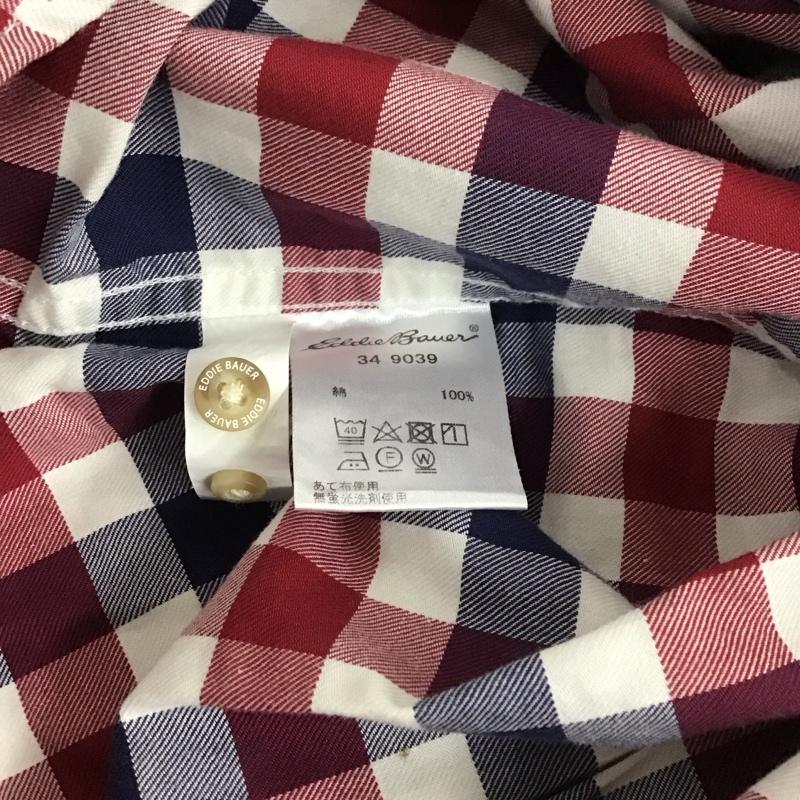 Eddie Bauer®
34 9039
綿 100%
40
F W
あて布使用
無蛍光洗剤使用
EDDIE BAUER
EDDIE BAUER